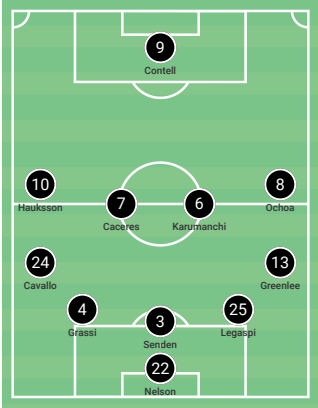 9
Contell
10
8
Hauksson
Ochoa
7
6
Caceres
Karumanchi
24
13
Cavallo
Greenlee
4
25
Grassi
Legaspi
3
Senden
22
Nelson